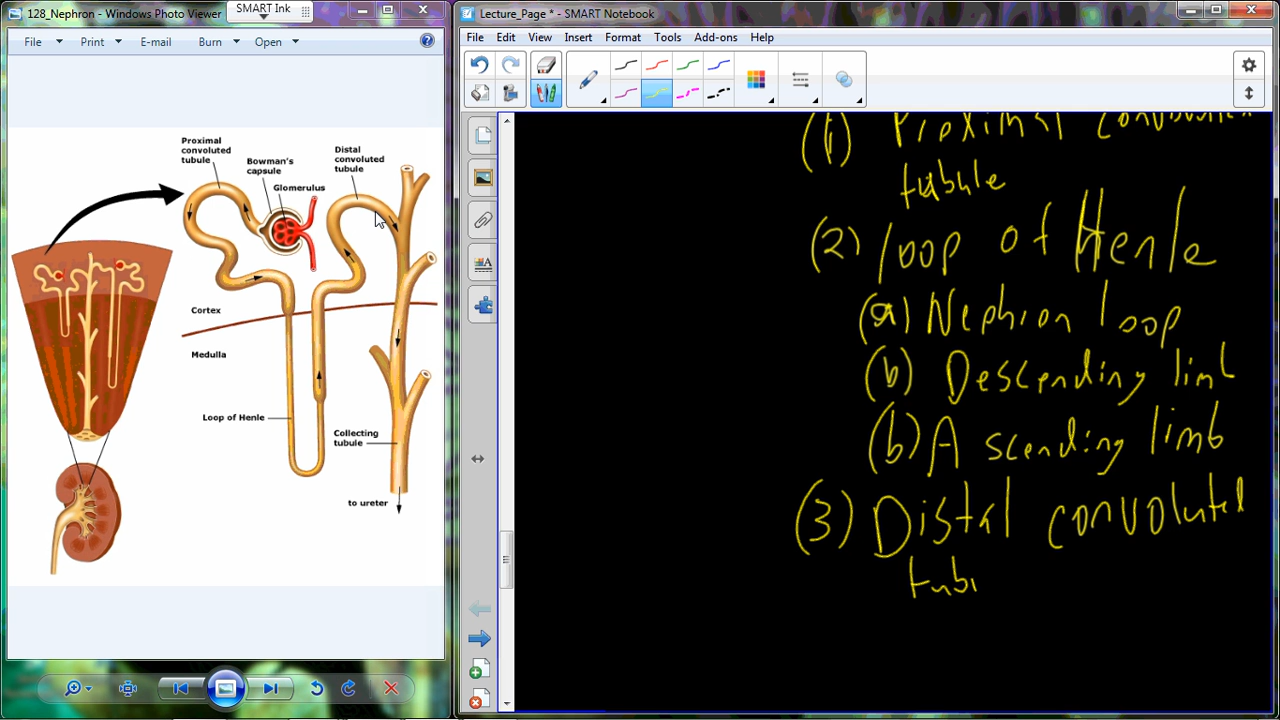 128_Nephron - Windows Photo Viewer
SMART Ink
File Print E-mail Burn Open
Proximal
convoluted
tubule
Bowman's
capsule
Glomerulus
Distal
convoluted
tubule
Cortex
Medulla
Loop of Henle
Collecting
tubule
to ureter
Lecture_Page * - SMART Notebook
File Edit View Insert Format Tools Add-ons Help
(1) Proximal convoluted
tubule
(2) loop of Henle
(a) Nephron loop
(b) Descending limb
(b) Ascending limb
(3) Distal convoluted
tubu